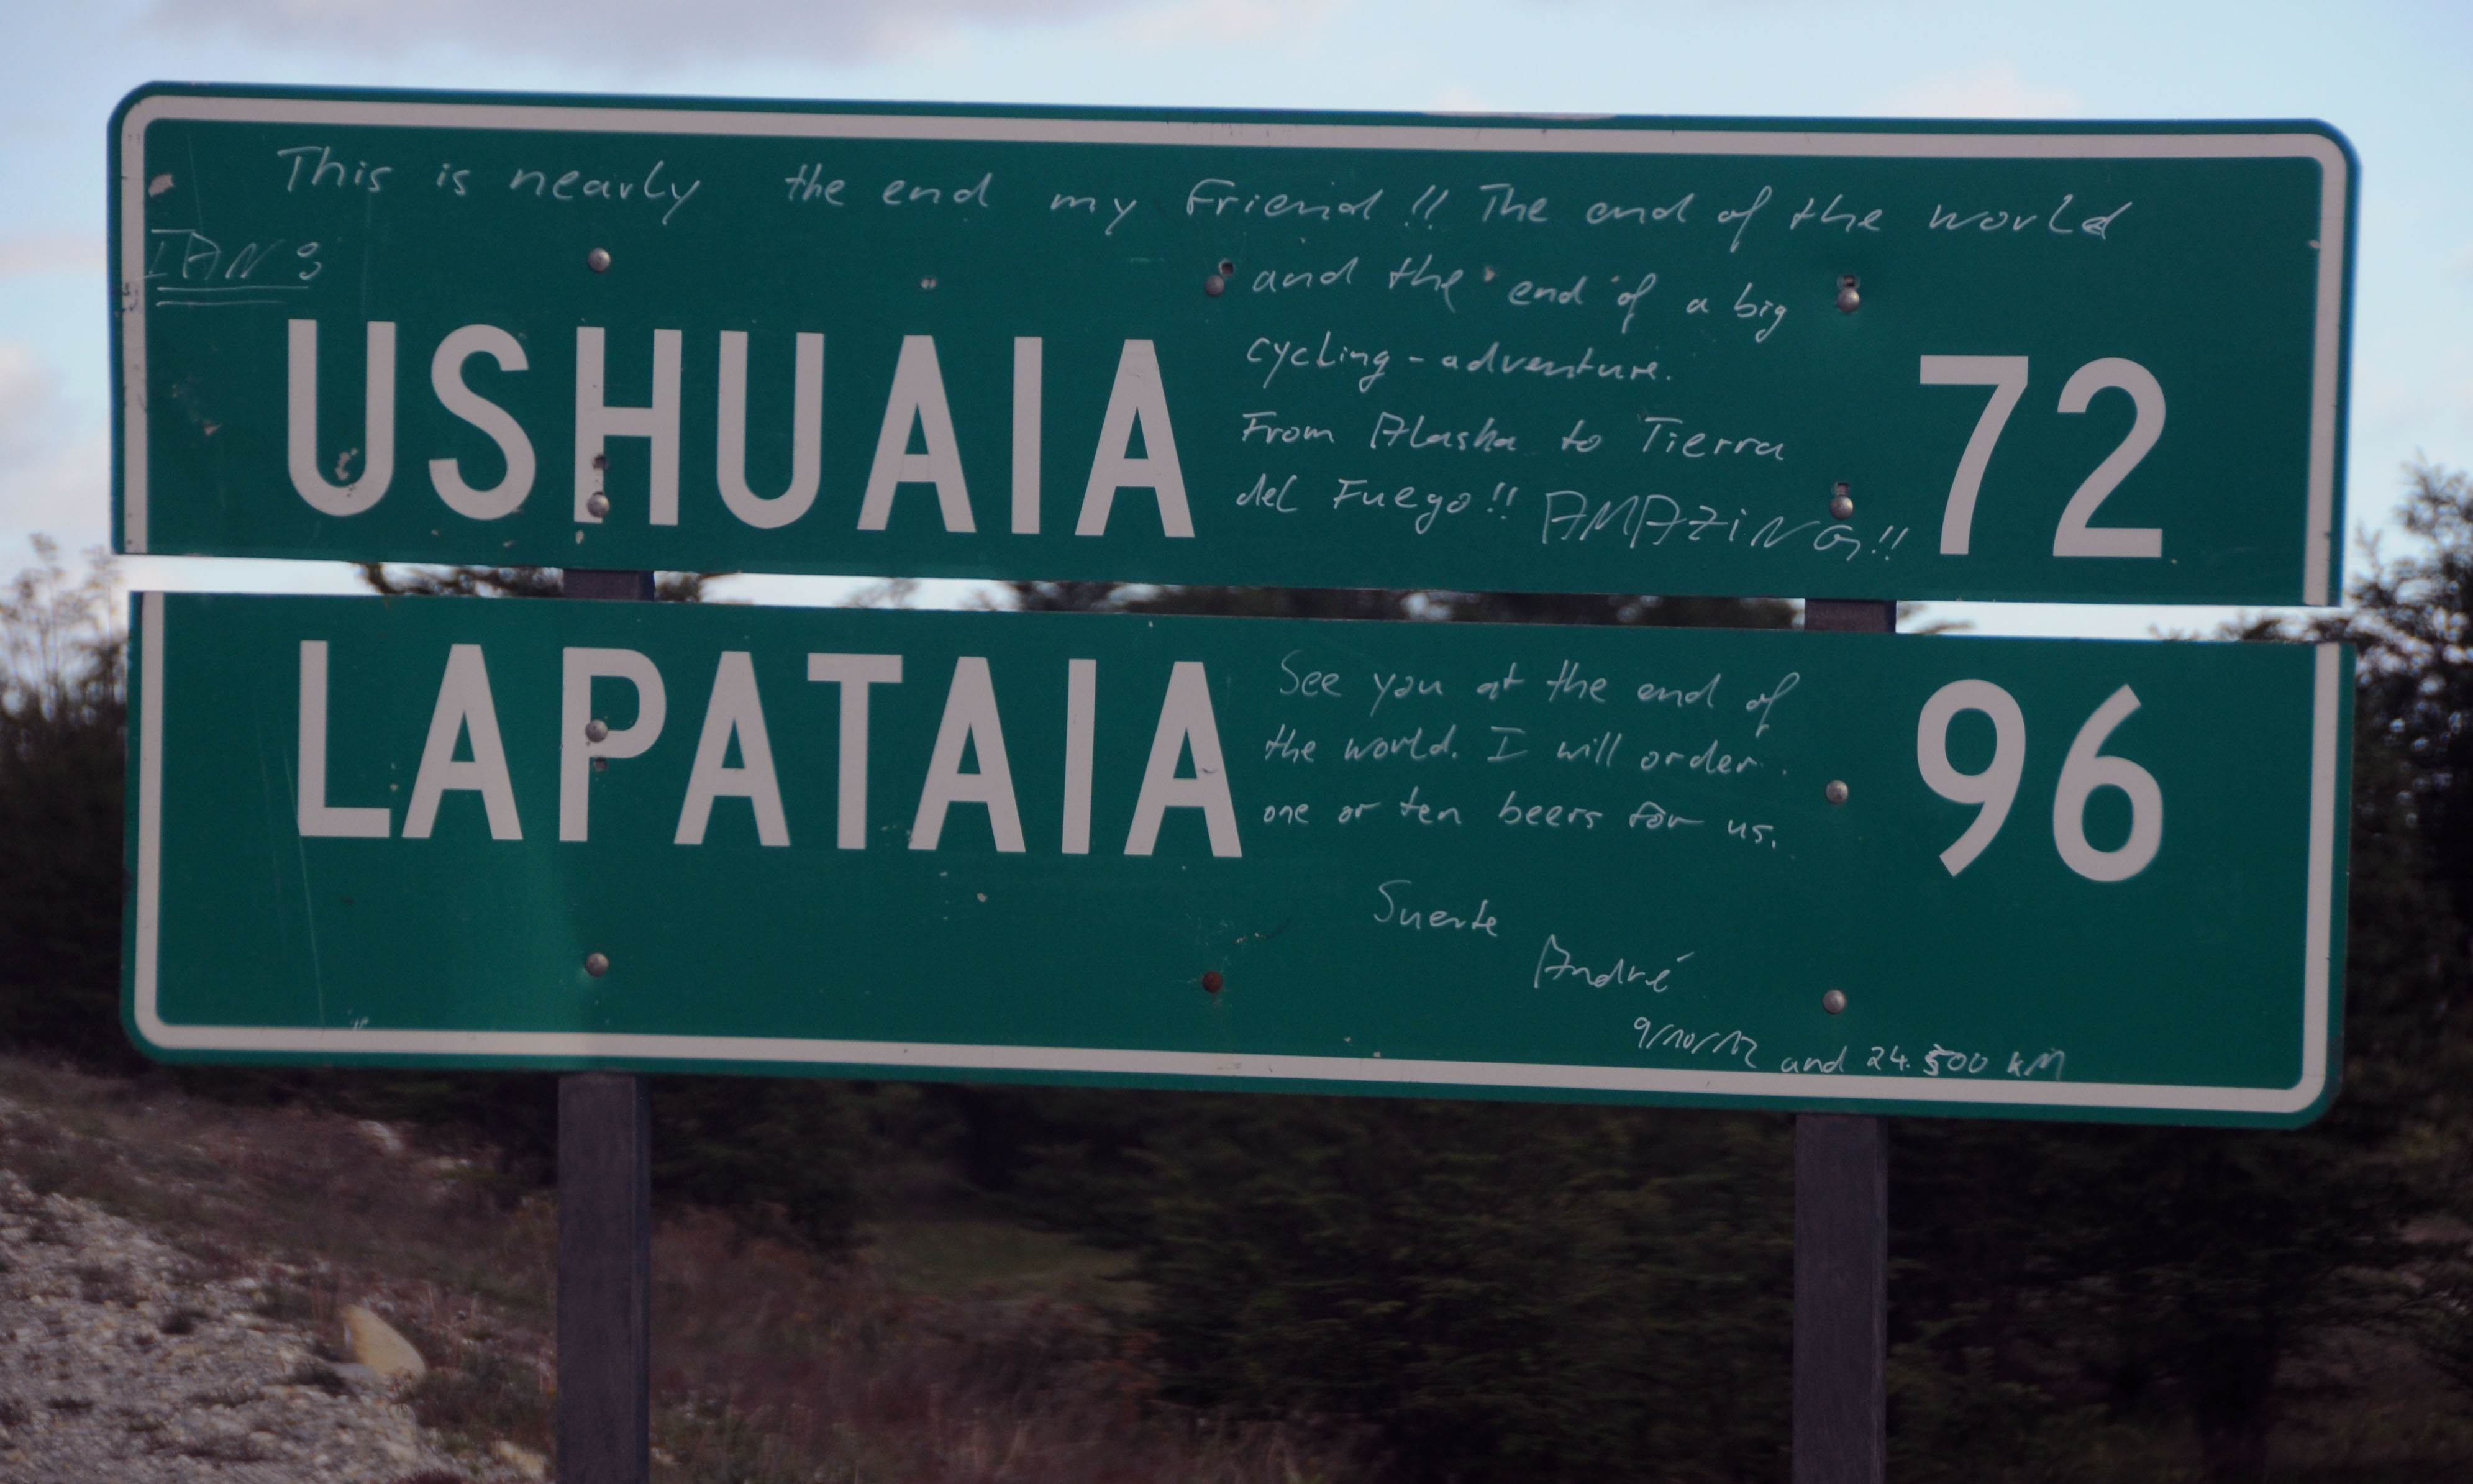 This is nearly the end my Friend!! The end of the world
IAN
and the end of a big
cycling-adventure.
From Alaska to Tierra
del Fuego!! AMAZiNG!!
USHUAIA 72
See you at the end of
the world. I will order
one or ten beers for us.
LAPATAIA 96
Suerte
André
9/10/12 and 24.500 kM